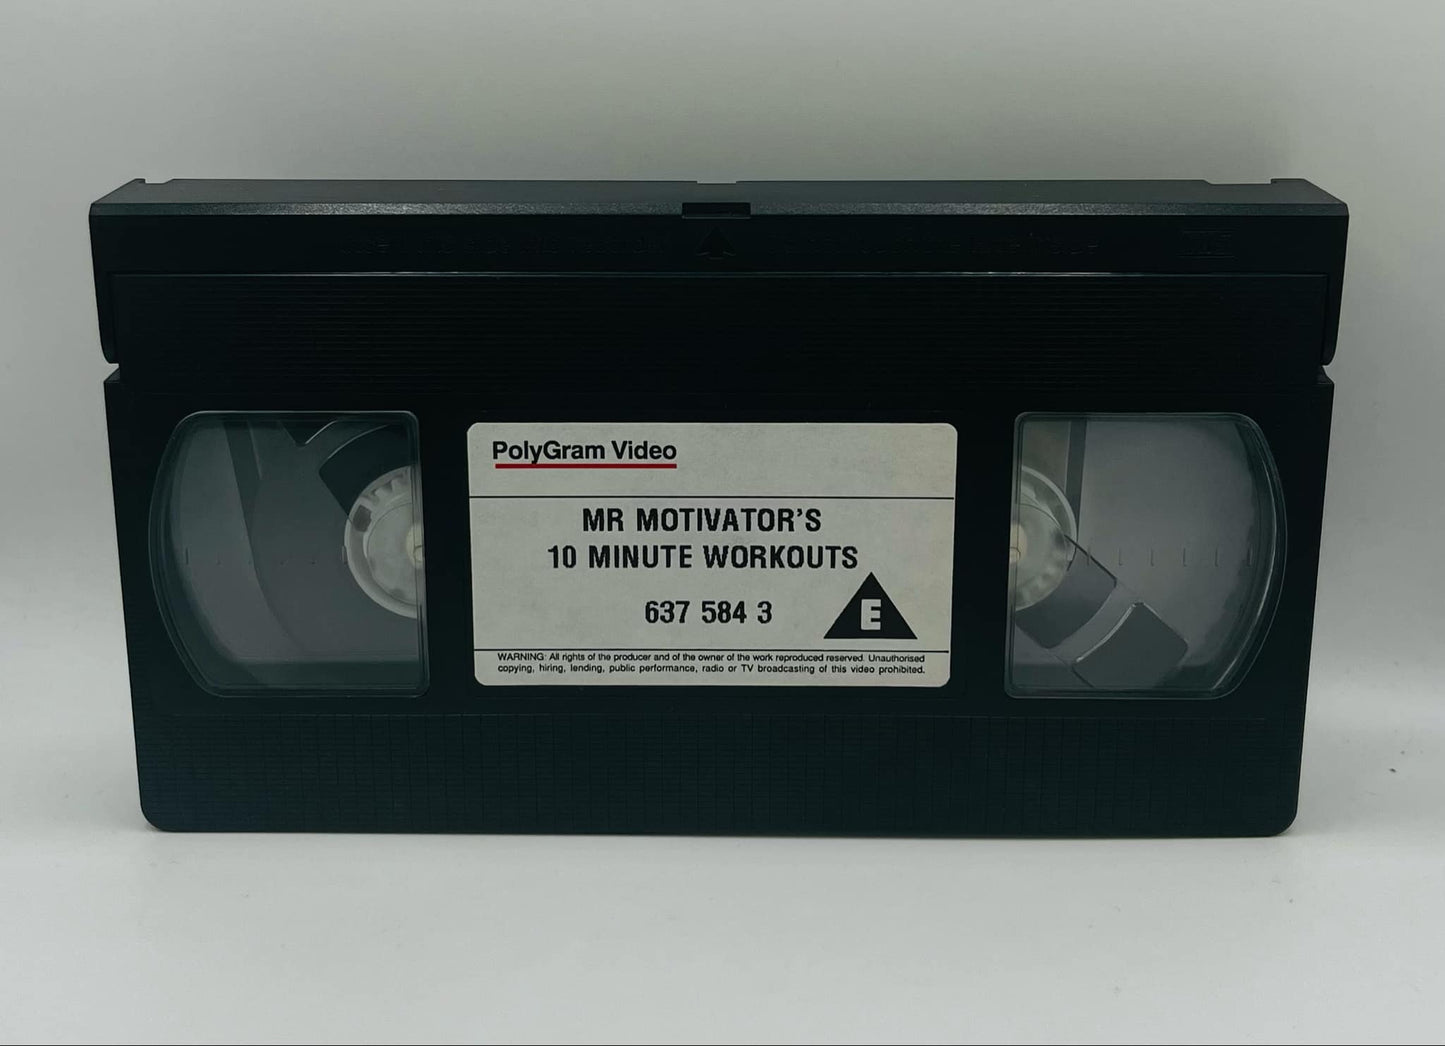 VHS
PolyGram Video
MR MOTIVATOR'S
10 MINUTE WORKOUTS
637 584 3
E
WARNING: All rights of the producer and of the owner of the work reproduced reserved. Unauthorised
copying, hiring, lending, public performance, radio or TV broadcasting of this video prohibited.